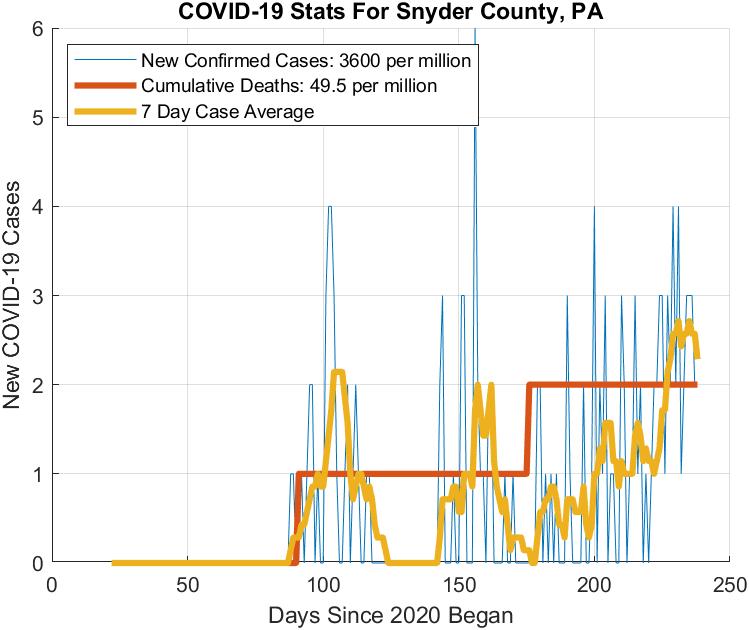 COVID-19 Stats For Snyder County, PA
New Confirmed Cases: 3600 per million
Cumulative Deaths: 49.5 per million
7 Day Case Average
New COVID-19 Cases
6
5
4
3
2
1
0
0 50 100 150 200 250
Days Since 2020 Began